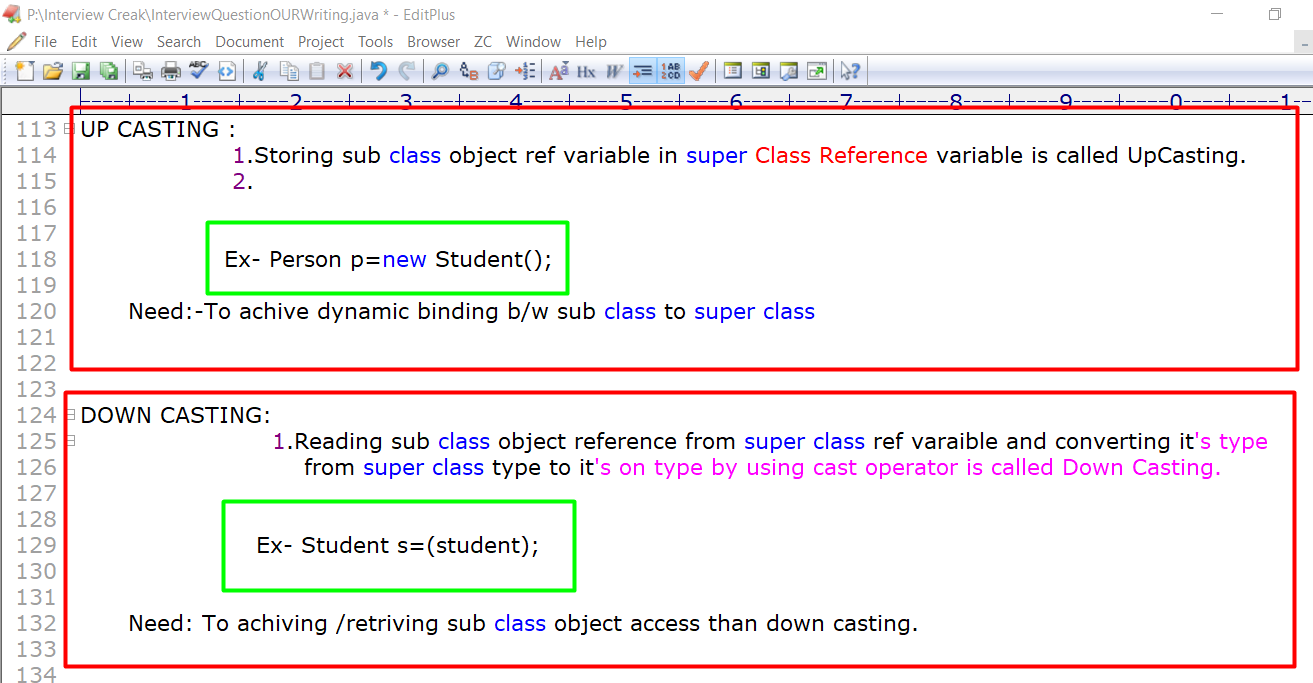 P:\Interview Creak\InterviewQuestionOURWriting.java * - EditPlus
File Edit View Search Document Project Tools Browser ZC Window Help
ABC A B Hx W 1AB 2CD
----+----1----+----2----+----3----+----4----+----5----+----6----+----7----+----8----+----9----+----0----+----1--
113 UP CASTING :
114 1.Storing sub class object ref variable in super Class Reference variable is called UpCasting.
115 2.
116
117
118 Ex- Person p=new Student();
119
120 Need:-To achive dynamic binding b/w sub class to super class
121
122
123
124 DOWN CASTING:
125 1.Reading sub class object reference from super class ref varaible and converting it's type
126 from super class type to it's on type by using cast operator is called Down Casting.
127
128
129 Ex- Student s=(student);
130
131
132 Need: To achiving /retriving sub class object access than down casting.
133
134